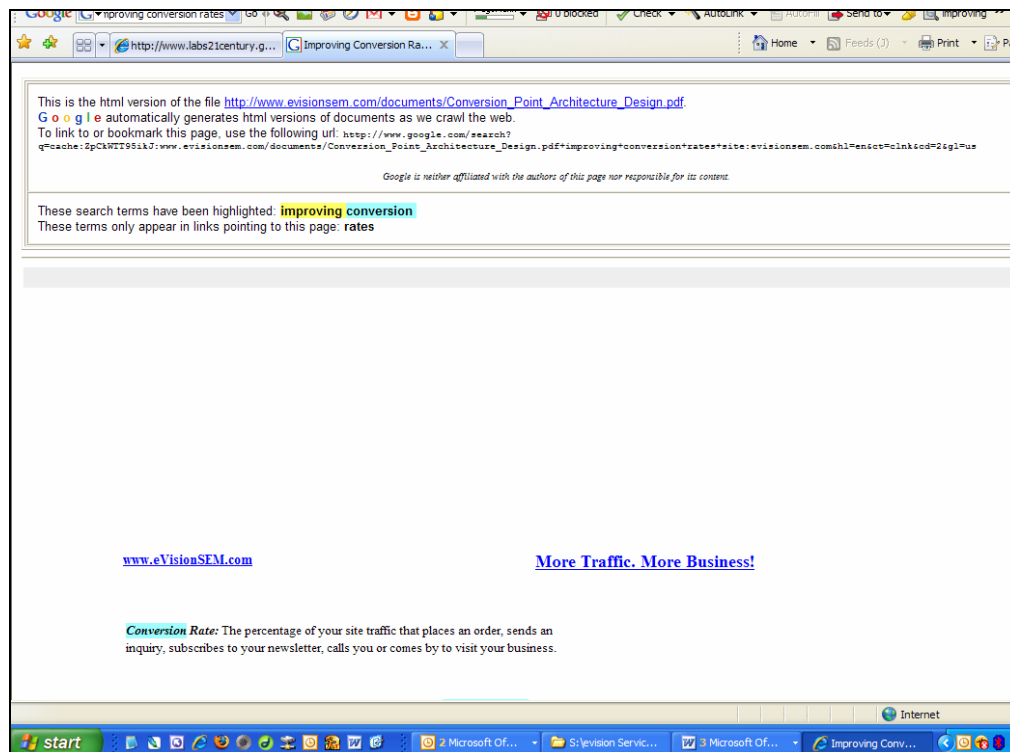 Google G nproving conversion rates Go 0 blocked Check AutoLink AutoFill Send to improving
http://www.labs21century.g... Improving Conversion Ra... X Home Feeds (J) Print
This is the html version of the file http://www.evisionsem.com/documents/Conversion_Point_Architecture_Design.pdf.
G o o g l e automatically generates html versions of documents as we crawl the web.
To link to or bookmark this page, use the following url: http://www.google.com/search?
q=cache:ZpCkWTT95ikJ:www.evisionsem.com/documents/Conversion_Point_Architecture_Design.pdf+improving+conversion+rates+site:evisionsem.com&hl=en&ct=clnk&cd=2&gl=us
Google is neither affiliated with the authors of this page nor responsible for its content.
These search terms have been highlighted: improving conversion
These terms only appear in links pointing to this page: rates
www.eVisionSEM.com More Traffic. More Business!
Conversion Rate: The percentage of your site traffic that places an order, sends an
inquiry, subscribes to your newsletter, calls you or comes by to visit your business.
Internet
start 2 Microsoft Of... S:\evision Servic... 3 Microsoft Of... Improving Conv...